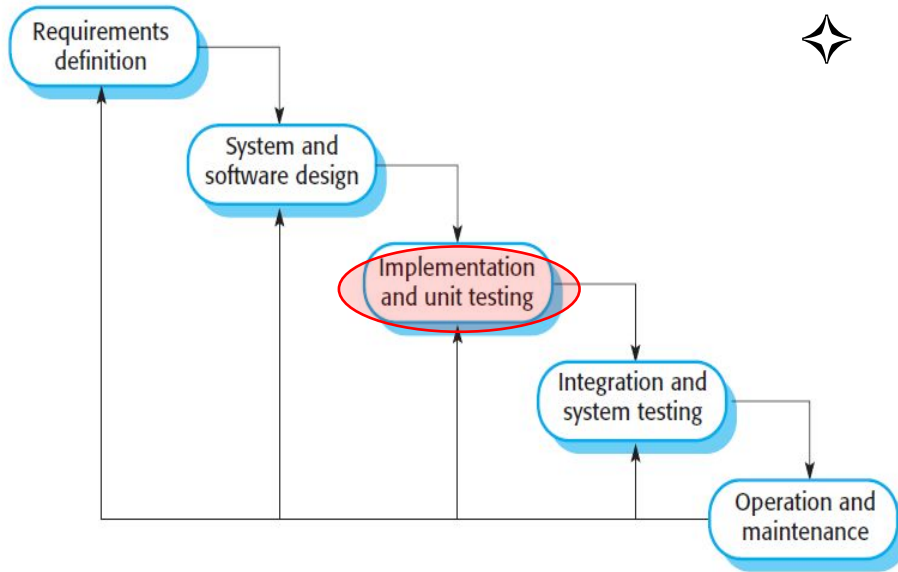 Requirements
definition
System and
software design
Implementation
and unit testing
Integration and
system testing
Operation and
maintenance